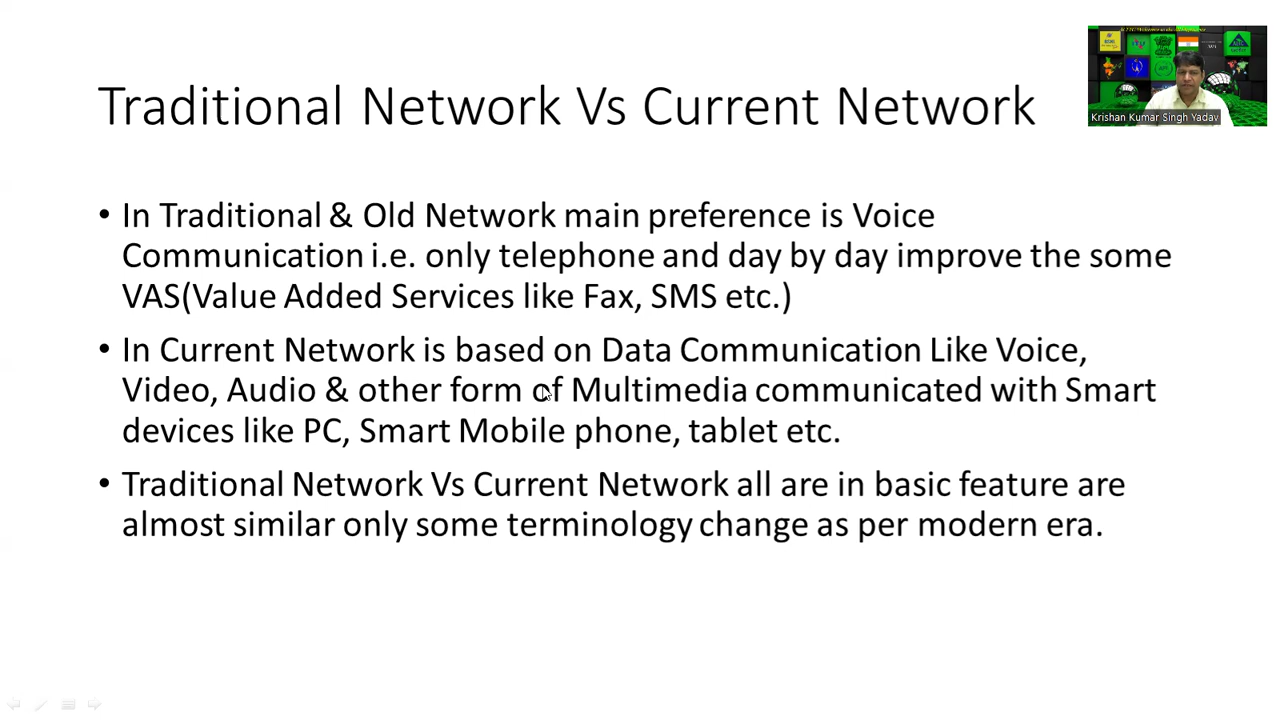 Traditional Network Vs Current Network
Krishan Kumar Singh Yadav
• In Traditional & Old Network main preference is Voice
Communication i.e. only telephone and day by day improve the some
VAS(Value Added Services like Fax, SMS etc.)
• In Current Network is based on Data Communication Like Voice,
Video, Audio & other form of Multimedia communicated with Smart
devices like PC, Smart Mobile phone, tablet etc.
• Traditional Network Vs Current Network all are in basic feature are
almost similar only some terminology change as per modern era.